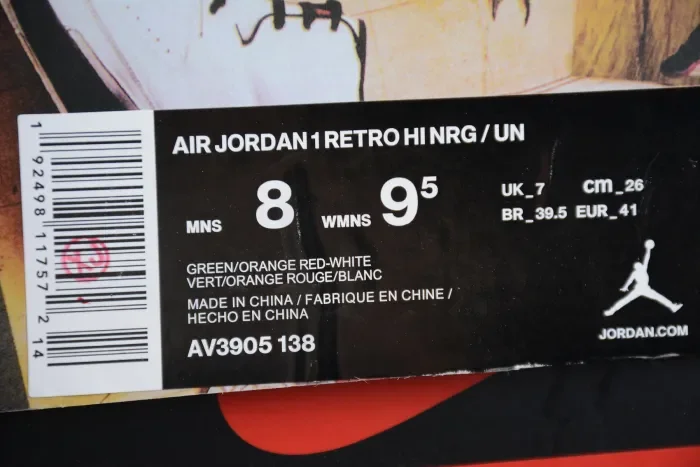 AIR JORDAN 1 RETRO HI NRG / UN
MNS 8 WMNS 9⁵
UK_7 cm_26
BR_39.5 EUR_41
GREEN/ORANGE RED-WHITE
VERT/ORANGE ROUGE/BLANC
MADE IN CHINA / FABRIQUE EN CHINE /
HECHO EN CHINA
AV3905 138
JORDAN.COM
1 92498 11757 2 14